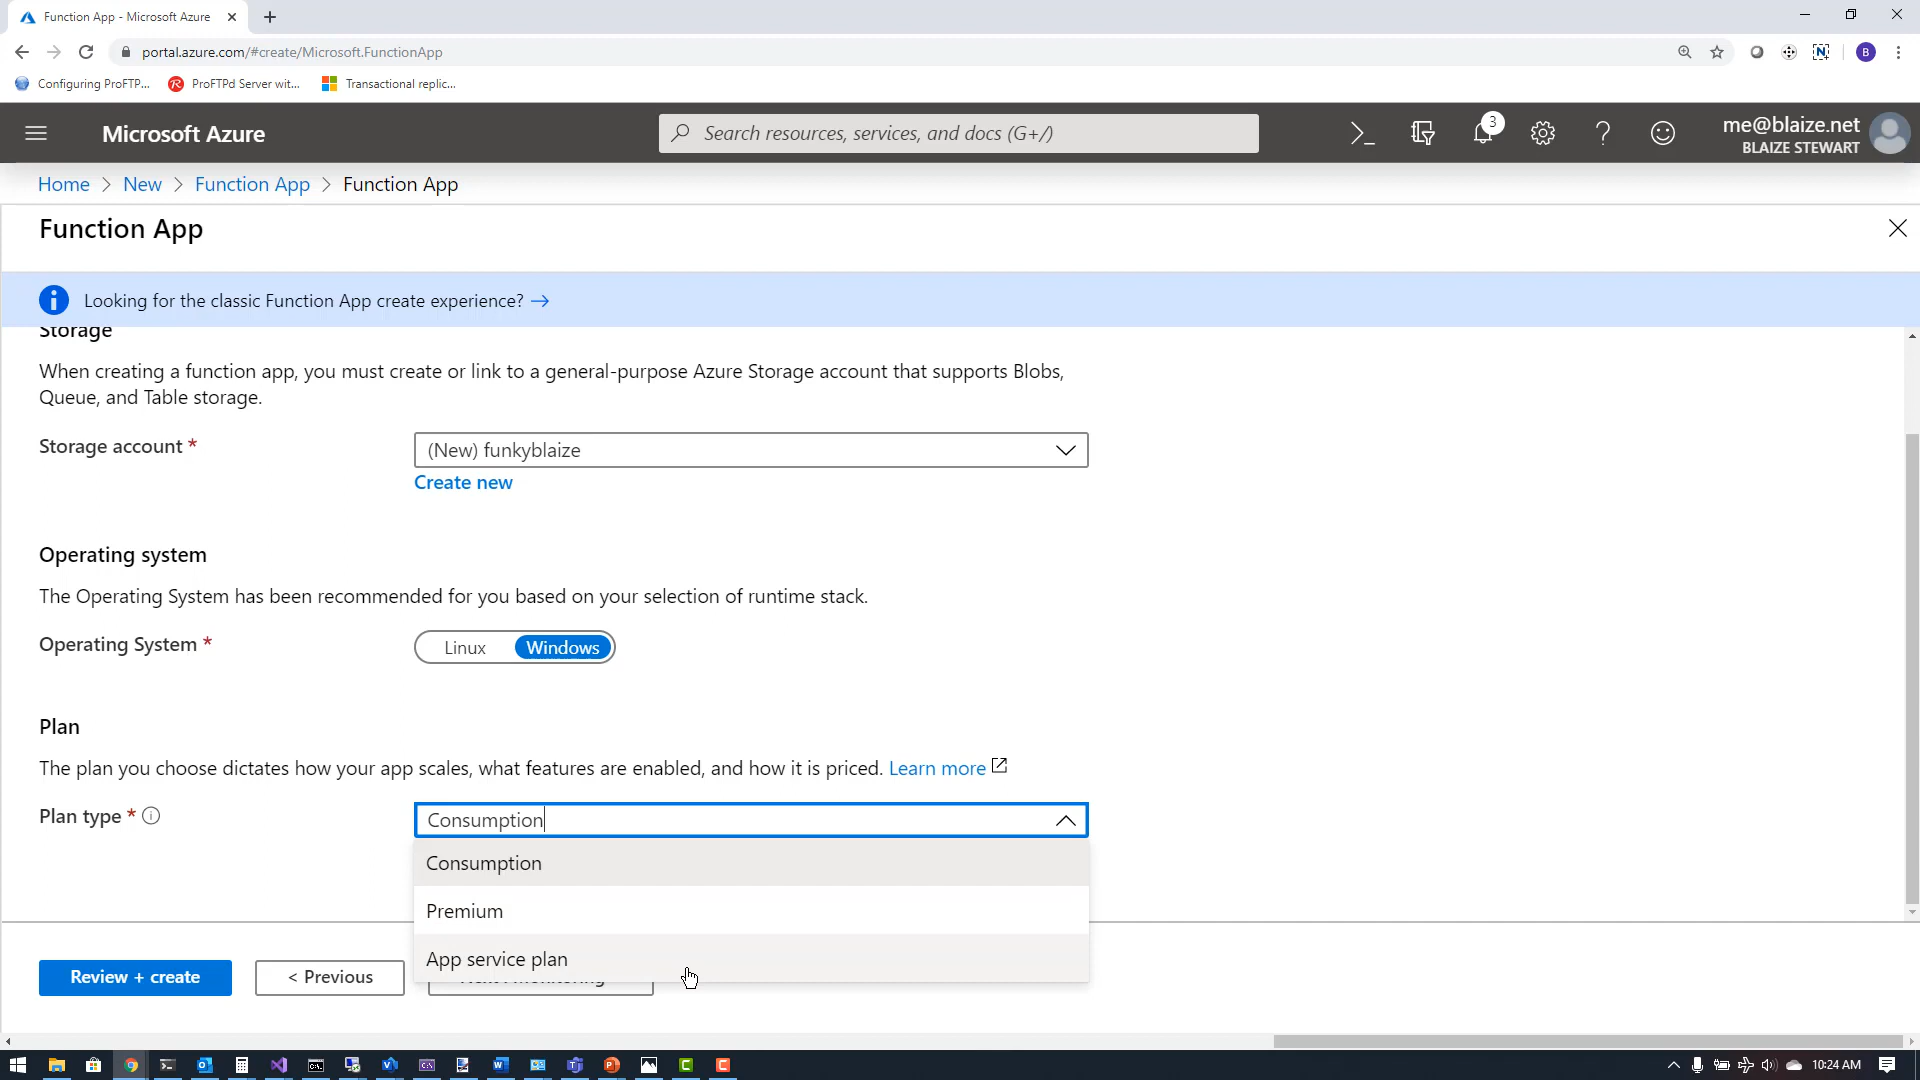 Function App - Microsoft Azure
portal.azure.com/#create/Microsoft.FunctionApp
B
Configuring ProFTP...
ProFTPd Server wit...
Transactional replic...
Microsoft Azure
Search resources, services, and docs (G+/)
3
me@blaize.net
BLAIZE STEWART
Home > New > Function App > Function App
Function App
Looking for the classic Function App create experience? →
Storage
When creating a function app, you must create or link to a general-purpose Azure Storage account that supports Blobs,
Queue, and Table storage.
Storage account *
(New) funkyblaize
Create new
Operating system
The Operating System has been recommended for you based on your selection of runtime stack.
Operating System *
Linux
Windows
Plan
The plan you choose dictates how your app scales, what features are enabled, and how it is priced. Learn more
Plan type *
Consumption
Consumption
Premium
App service plan
Review + create
< Previous
10:24 AM